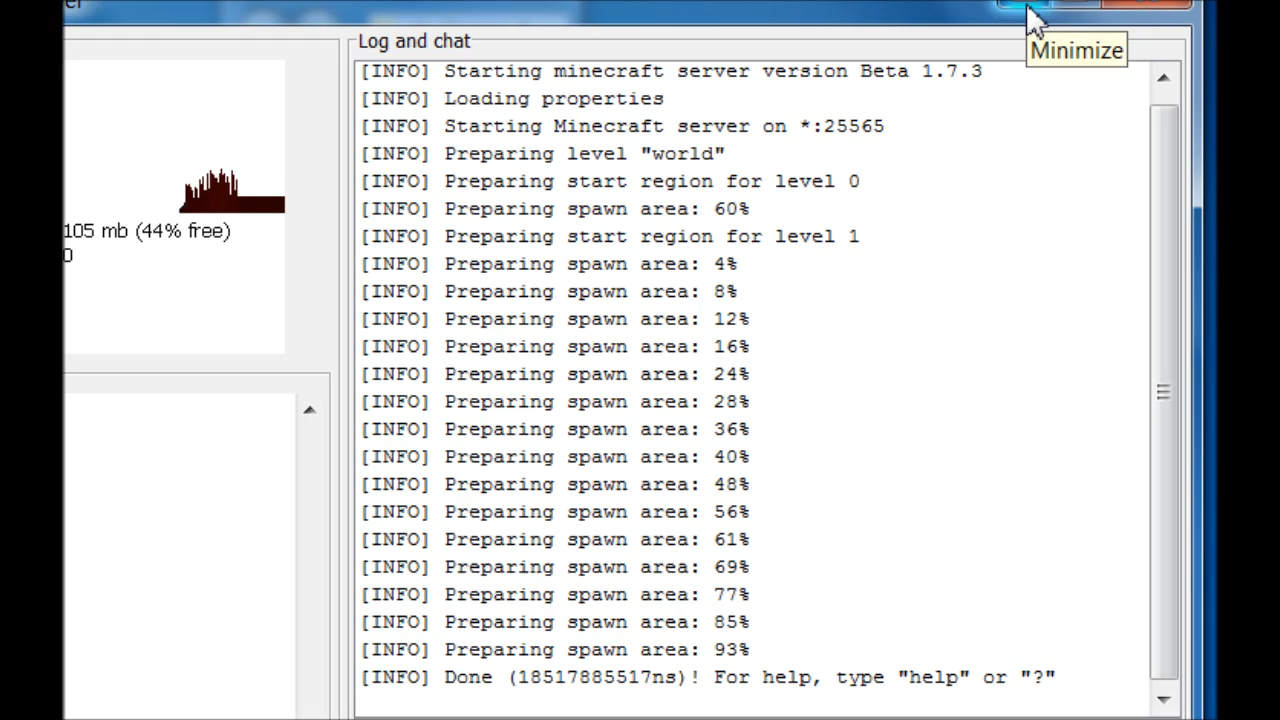 Log and chat
Minimize
[INFO] Starting minecraft server version Beta 1.7.3
[INFO] Loading properties
[INFO] Starting Minecraft server on *:25565
[INFO] Preparing level "world"
[INFO] Preparing start region for level 0
[INFO] Preparing spawn area: 60%
[INFO] Preparing start region for level 1
[INFO] Preparing spawn area: 4%
[INFO] Preparing spawn area: 8%
[INFO] Preparing spawn area: 12%
[INFO] Preparing spawn area: 16%
[INFO] Preparing spawn area: 24%
[INFO] Preparing spawn area: 28%
[INFO] Preparing spawn area: 36%
[INFO] Preparing spawn area: 40%
[INFO] Preparing spawn area: 48%
[INFO] Preparing spawn area: 56%
[INFO] Preparing spawn area: 61%
[INFO] Preparing spawn area: 69%
[INFO] Preparing spawn area: 77%
[INFO] Preparing spawn area: 85%
[INFO] Preparing spawn area: 93%
[INFO] Done (18517885517ns)! For help, type "help" or "?"
105 mb (44% free)
0